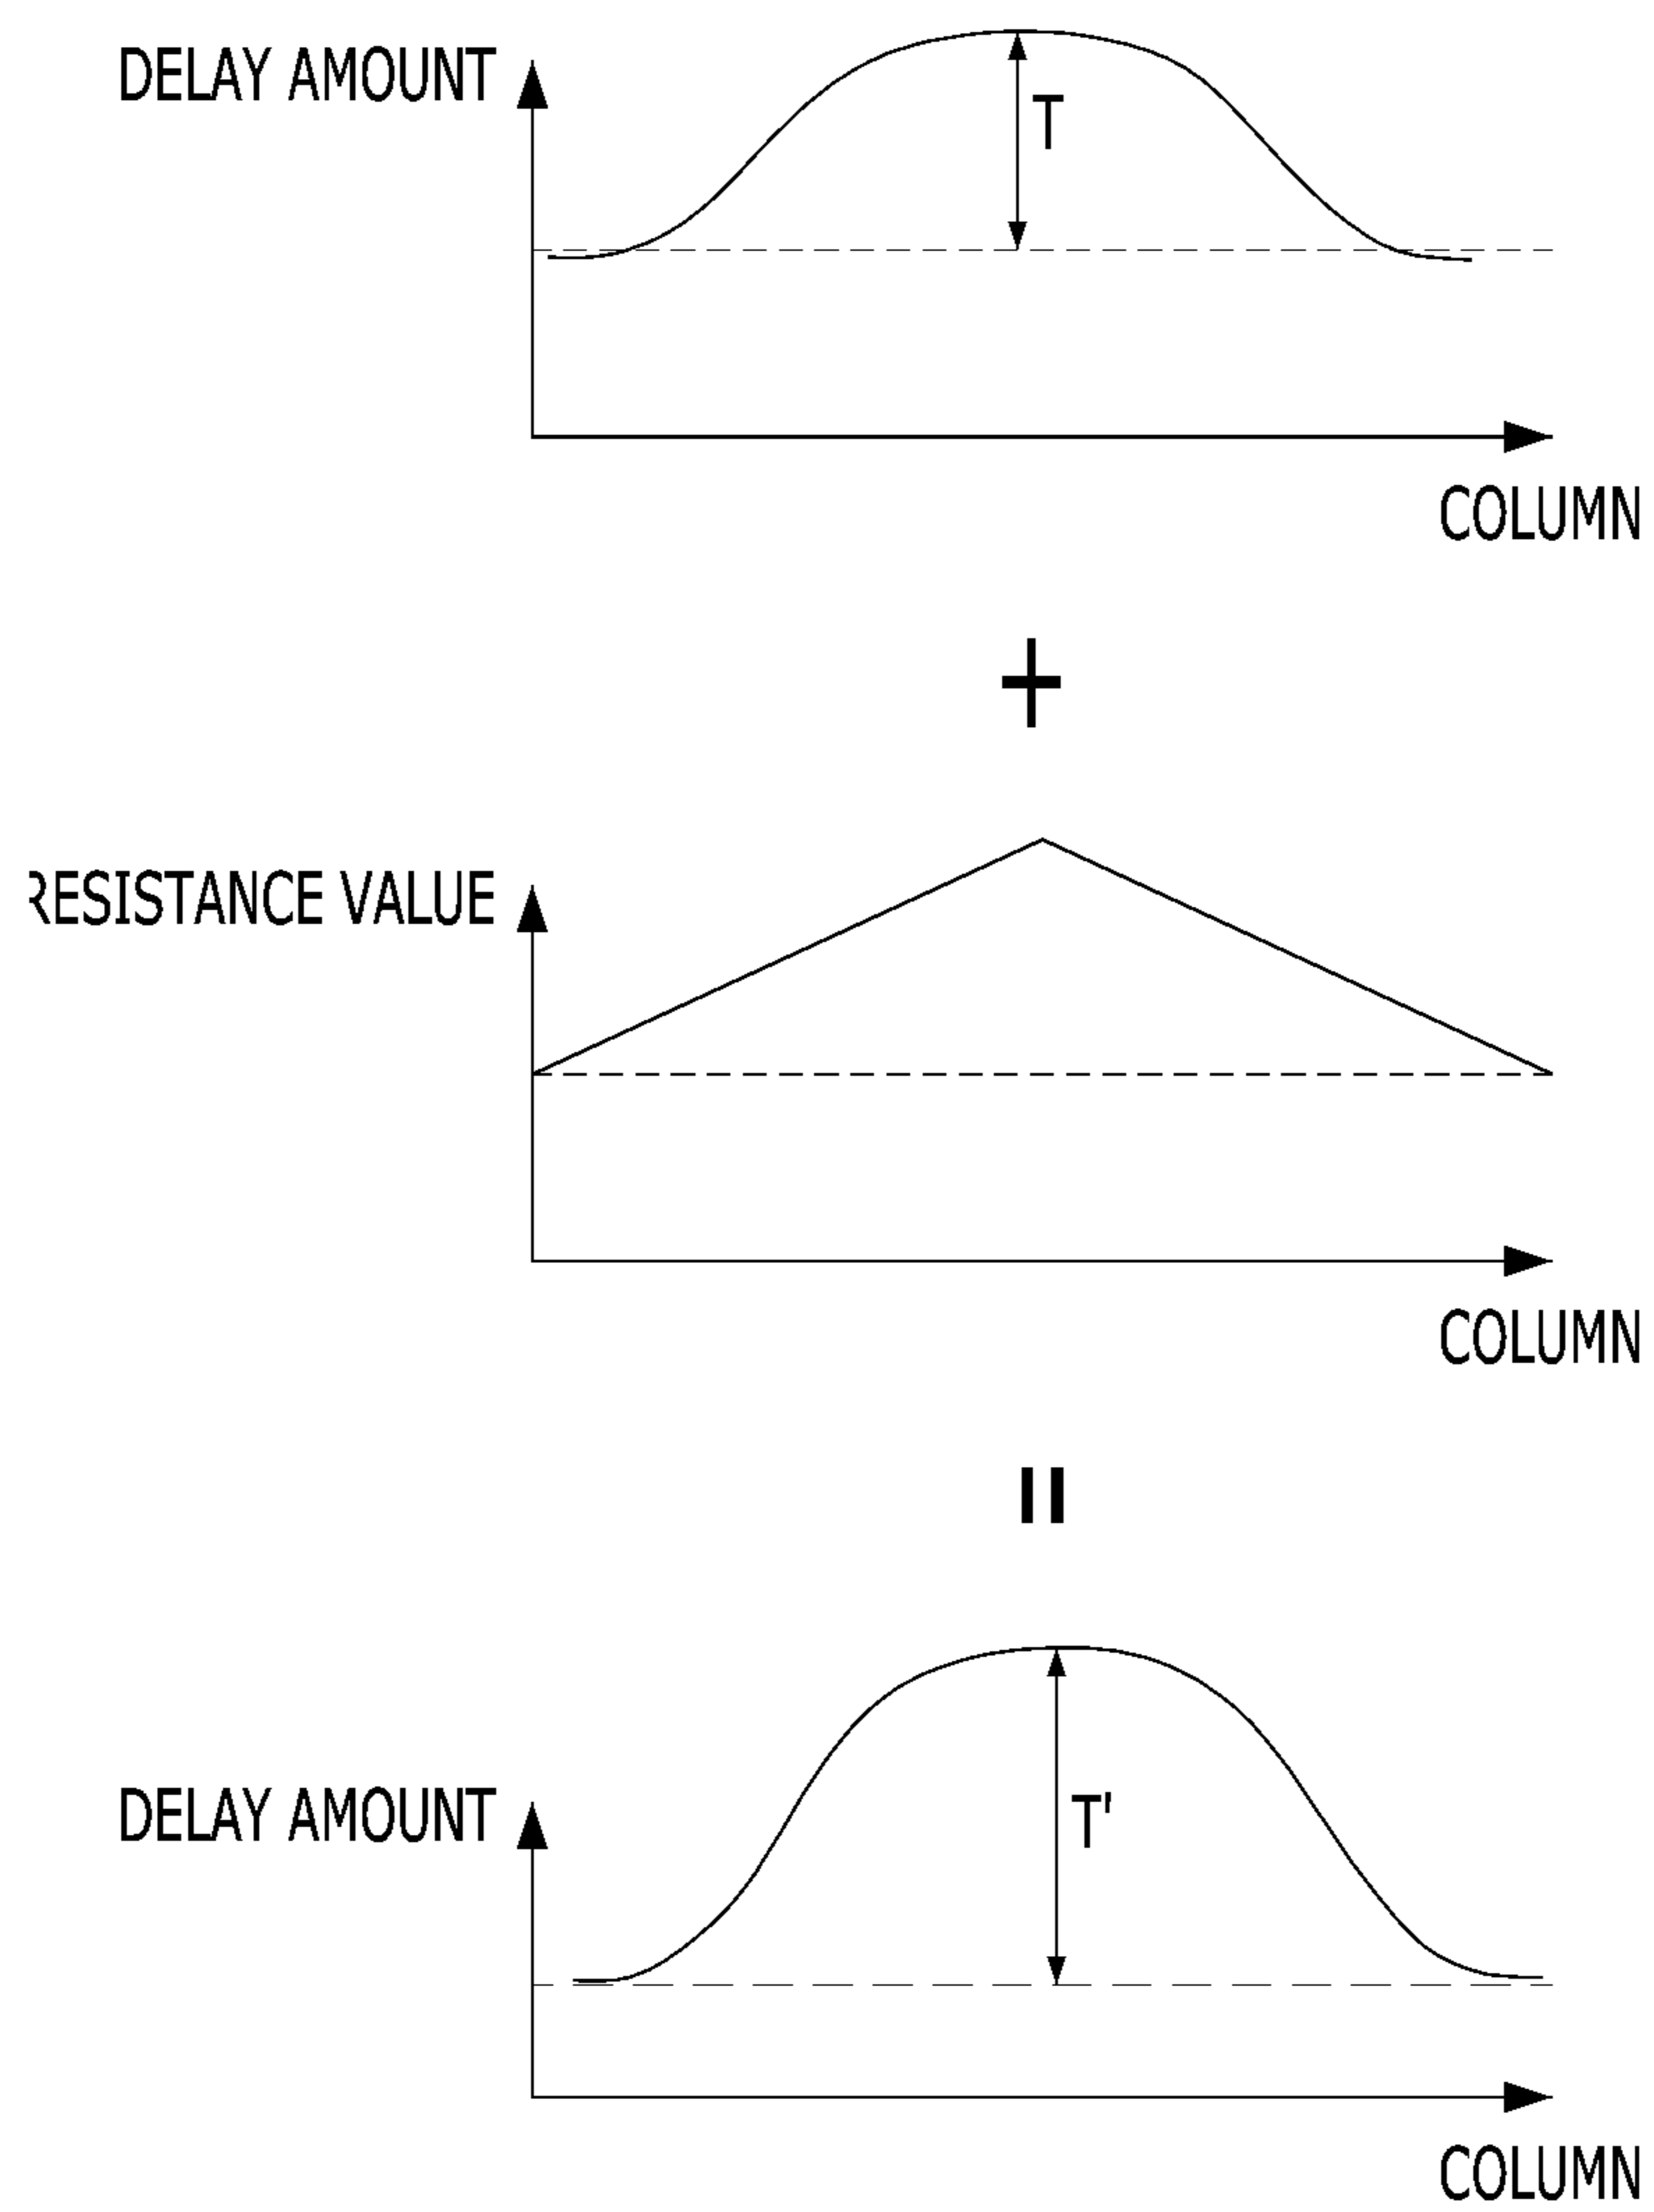 DELAY AMOUNT
T
COLUMN
+
RESISTANCE VALUE
COLUMN
=
DELAY AMOUNT
T'
COLUMN